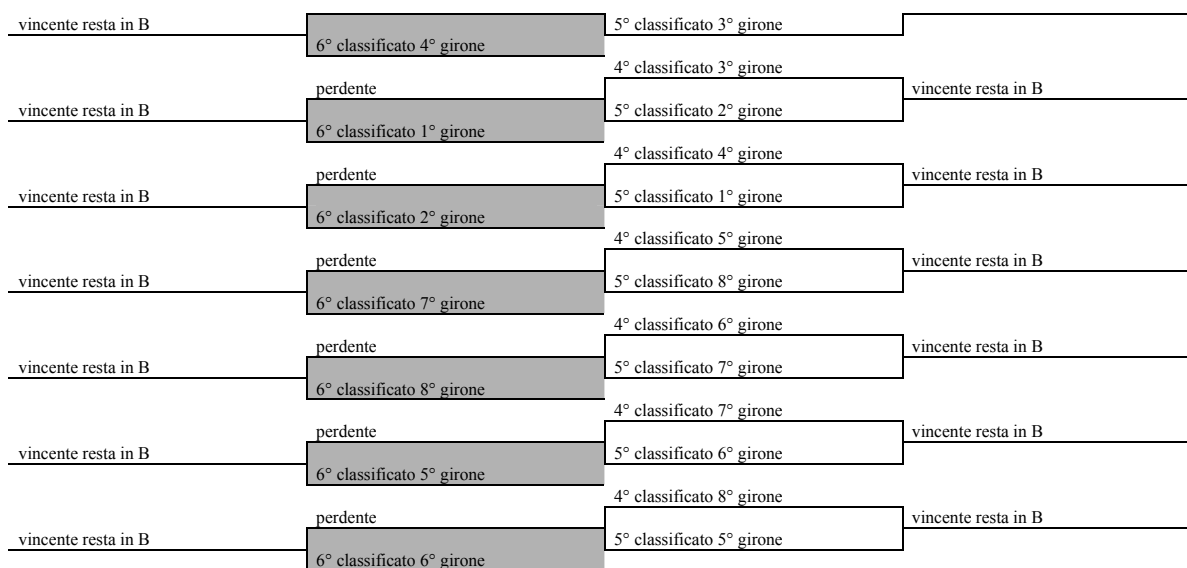 vincente resta in B 5° classificato 3° girone
6° classificato 4° girone
4° classificato 3° girone
perdente vincente resta in B
vincente resta in B 5° classificato 2° girone
6° classificato 1° girone
4° classificato 4° girone
perdente vincente resta in B
vincente resta in B 5° classificato 1° girone
6° classificato 2° girone
4° classificato 5° girone
perdente vincente resta in B
vincente resta in B 5° classificato 8° girone
6° classificato 7° girone
4° classificato 6° girone
perdente vincente resta in B
vincente resta in B 5° classificato 7° girone
6° classificato 8° girone
4° classificato 7° girone
perdente vincente resta in B
vincente resta in B 5° classificato 6° girone
6° classificato 5° girone
4° classificato 8° girone
perdente vincente resta in B
vincente resta in B 5° classificato 5° girone
6° classificato 6° girone